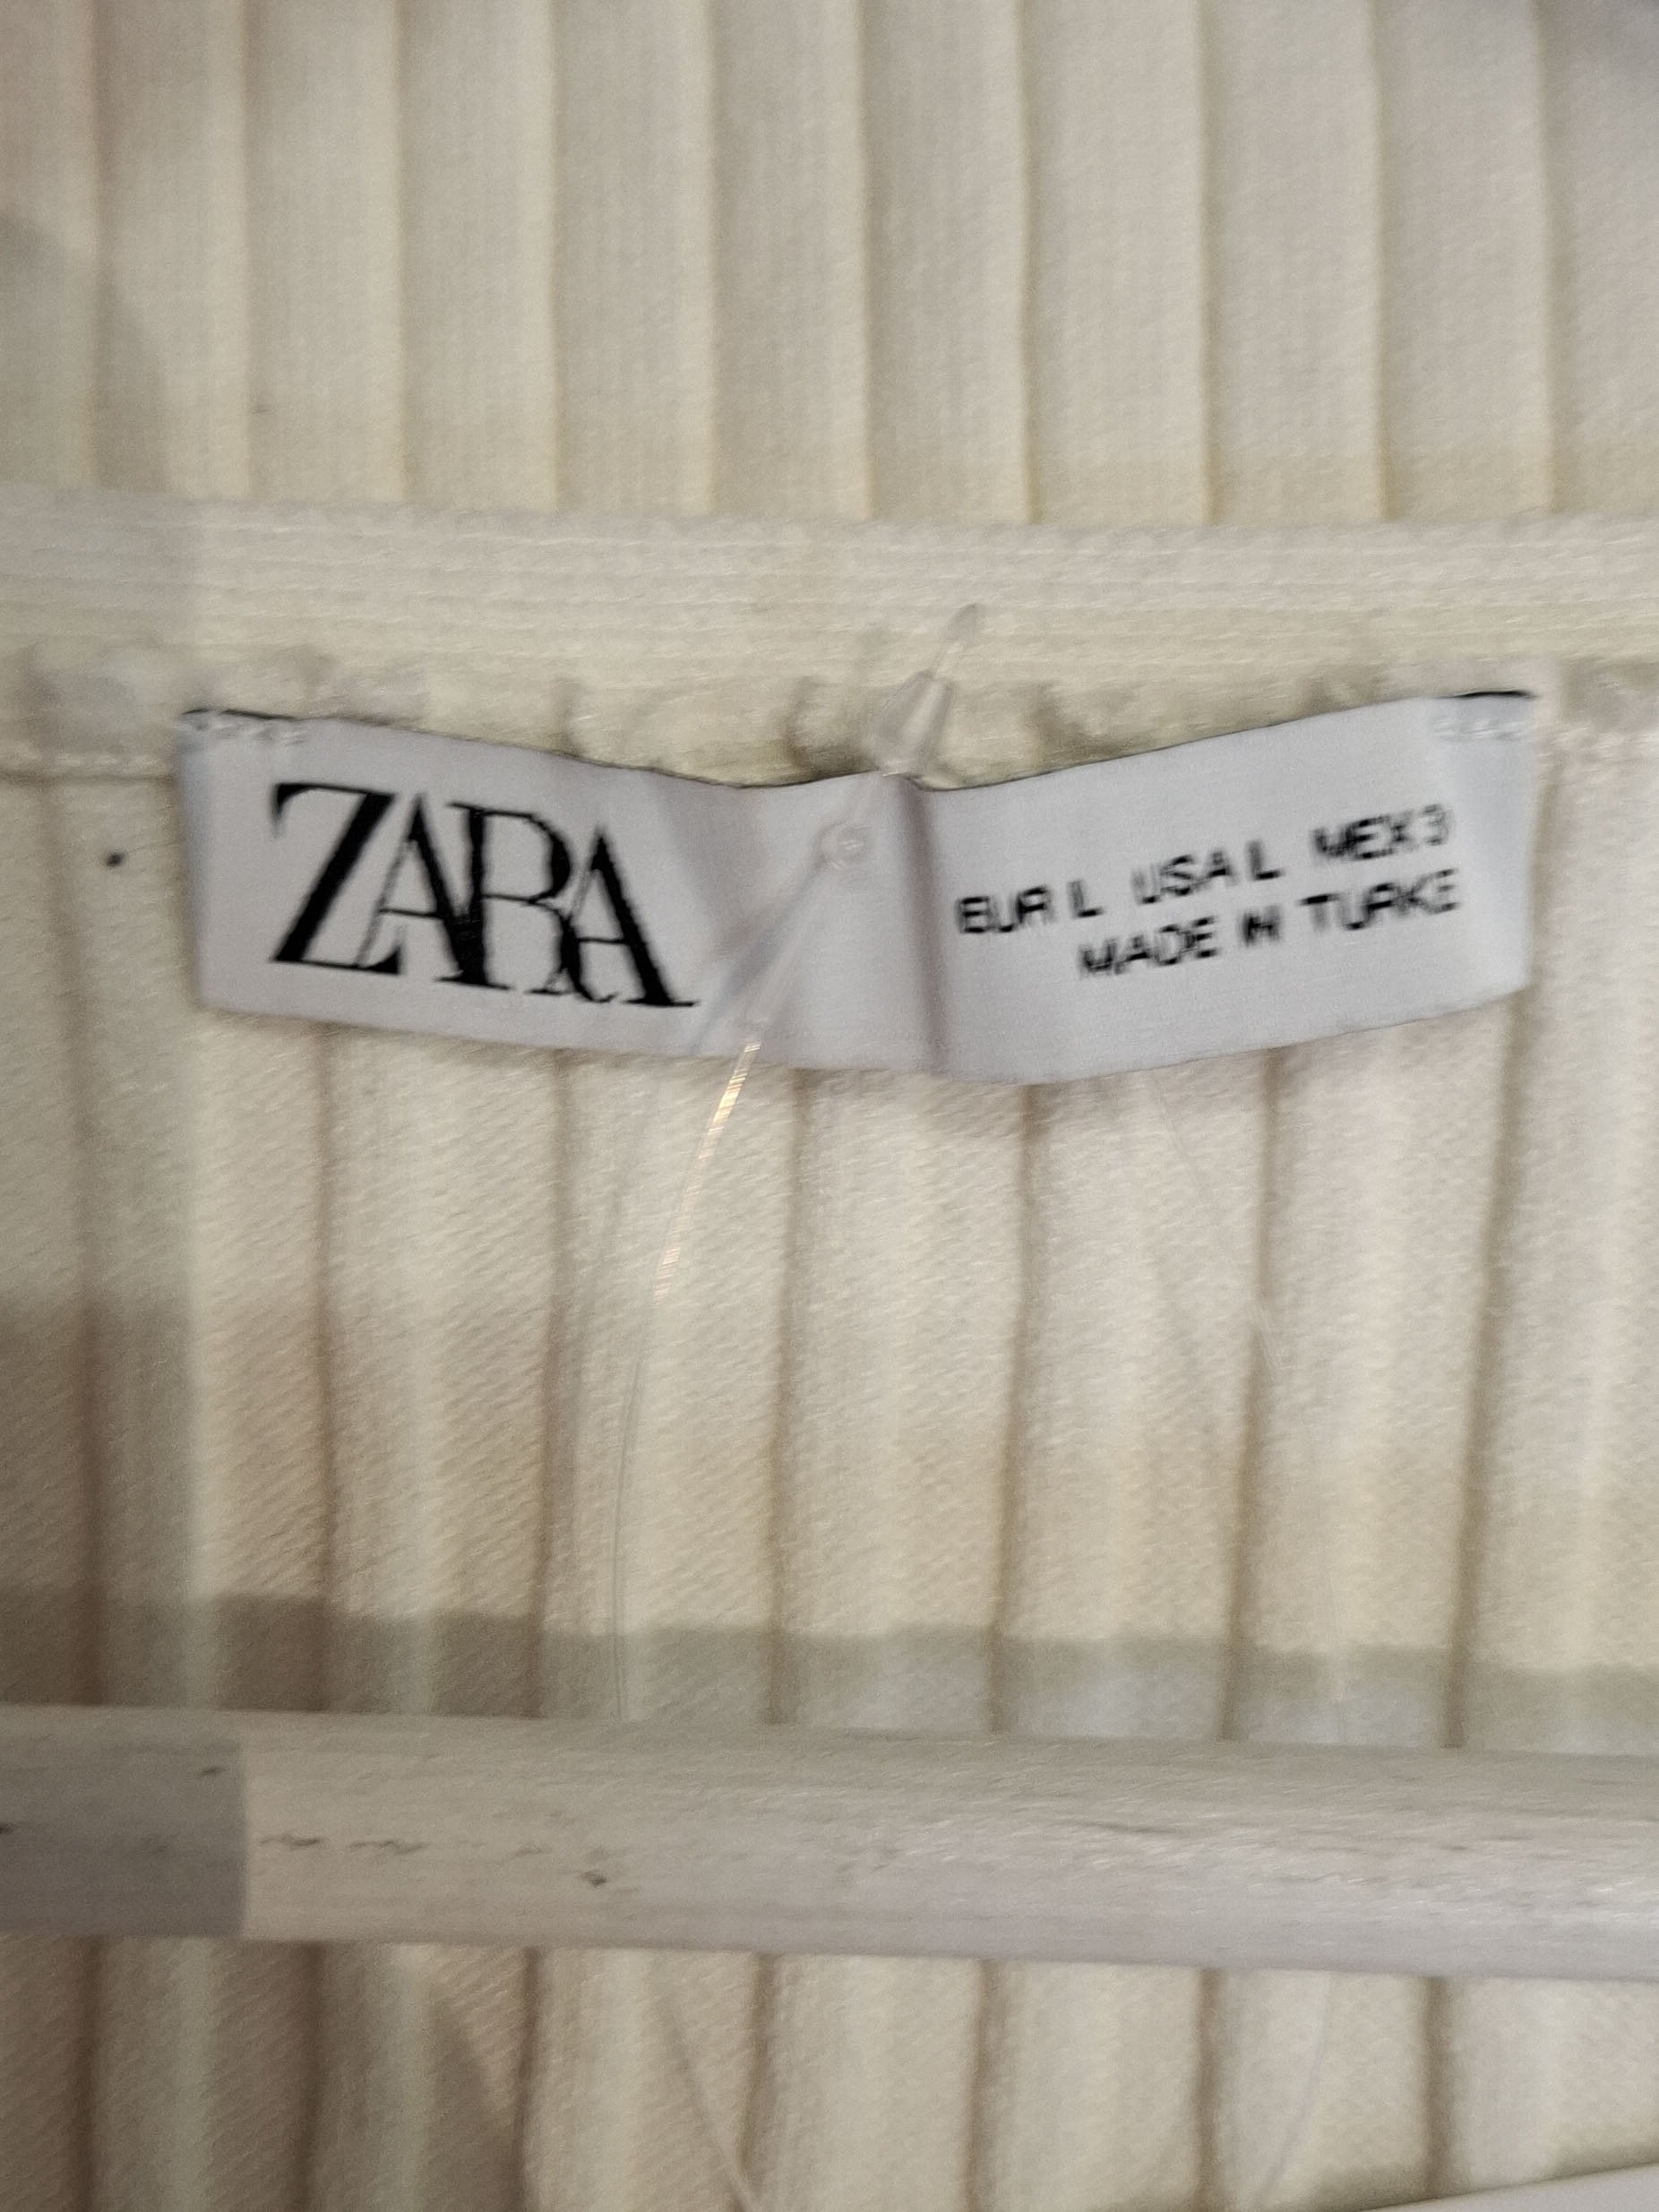 ZARA
EUR L USA L MEX 3
MADE IN TURKE